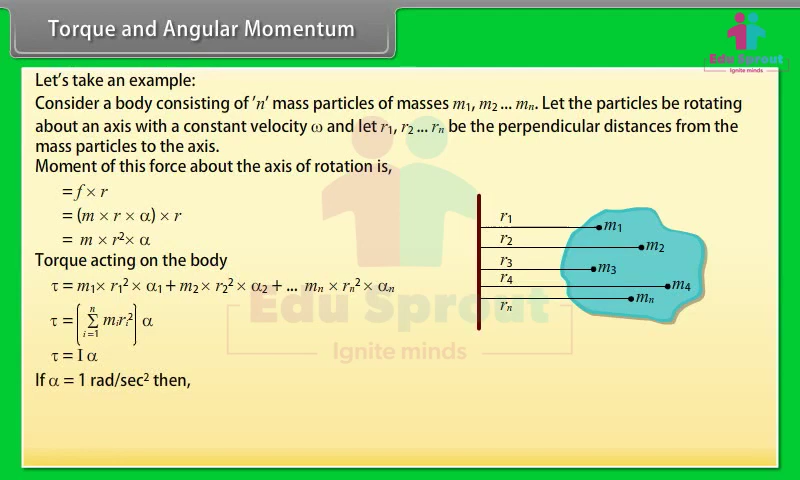 Torque and Angular Momentum
Edu Sprout
Ignite minds
Let's take an example:
Consider a body consisting of 'n' mass particles of masses m₁, m₂ ... mₙ. Let the particles be rotating
about an axis with a constant velocity ω and let r₁, r₂ ... rₙ be the perpendicular distances from the
mass particles to the axis.
Moment of this force about the axis of rotation is,
= f × r
= (m × r × α) × r
= m × r² × α
Torque acting on the body
τ = m₁ × r₁² × α₁ + m₂ × r₂² × α₂ + ... mₙ × rₙ² × αₙ
τ = (∑ⁿᵢ₌₁ mᵢrᵢ²) α
τ = I α
If α = 1 rad/sec² then,
r₁ m₁
r₂ m₂
r₃ m₃
r₄ m₄
rₙ mₙ
Edu Sprout
Ignite minds